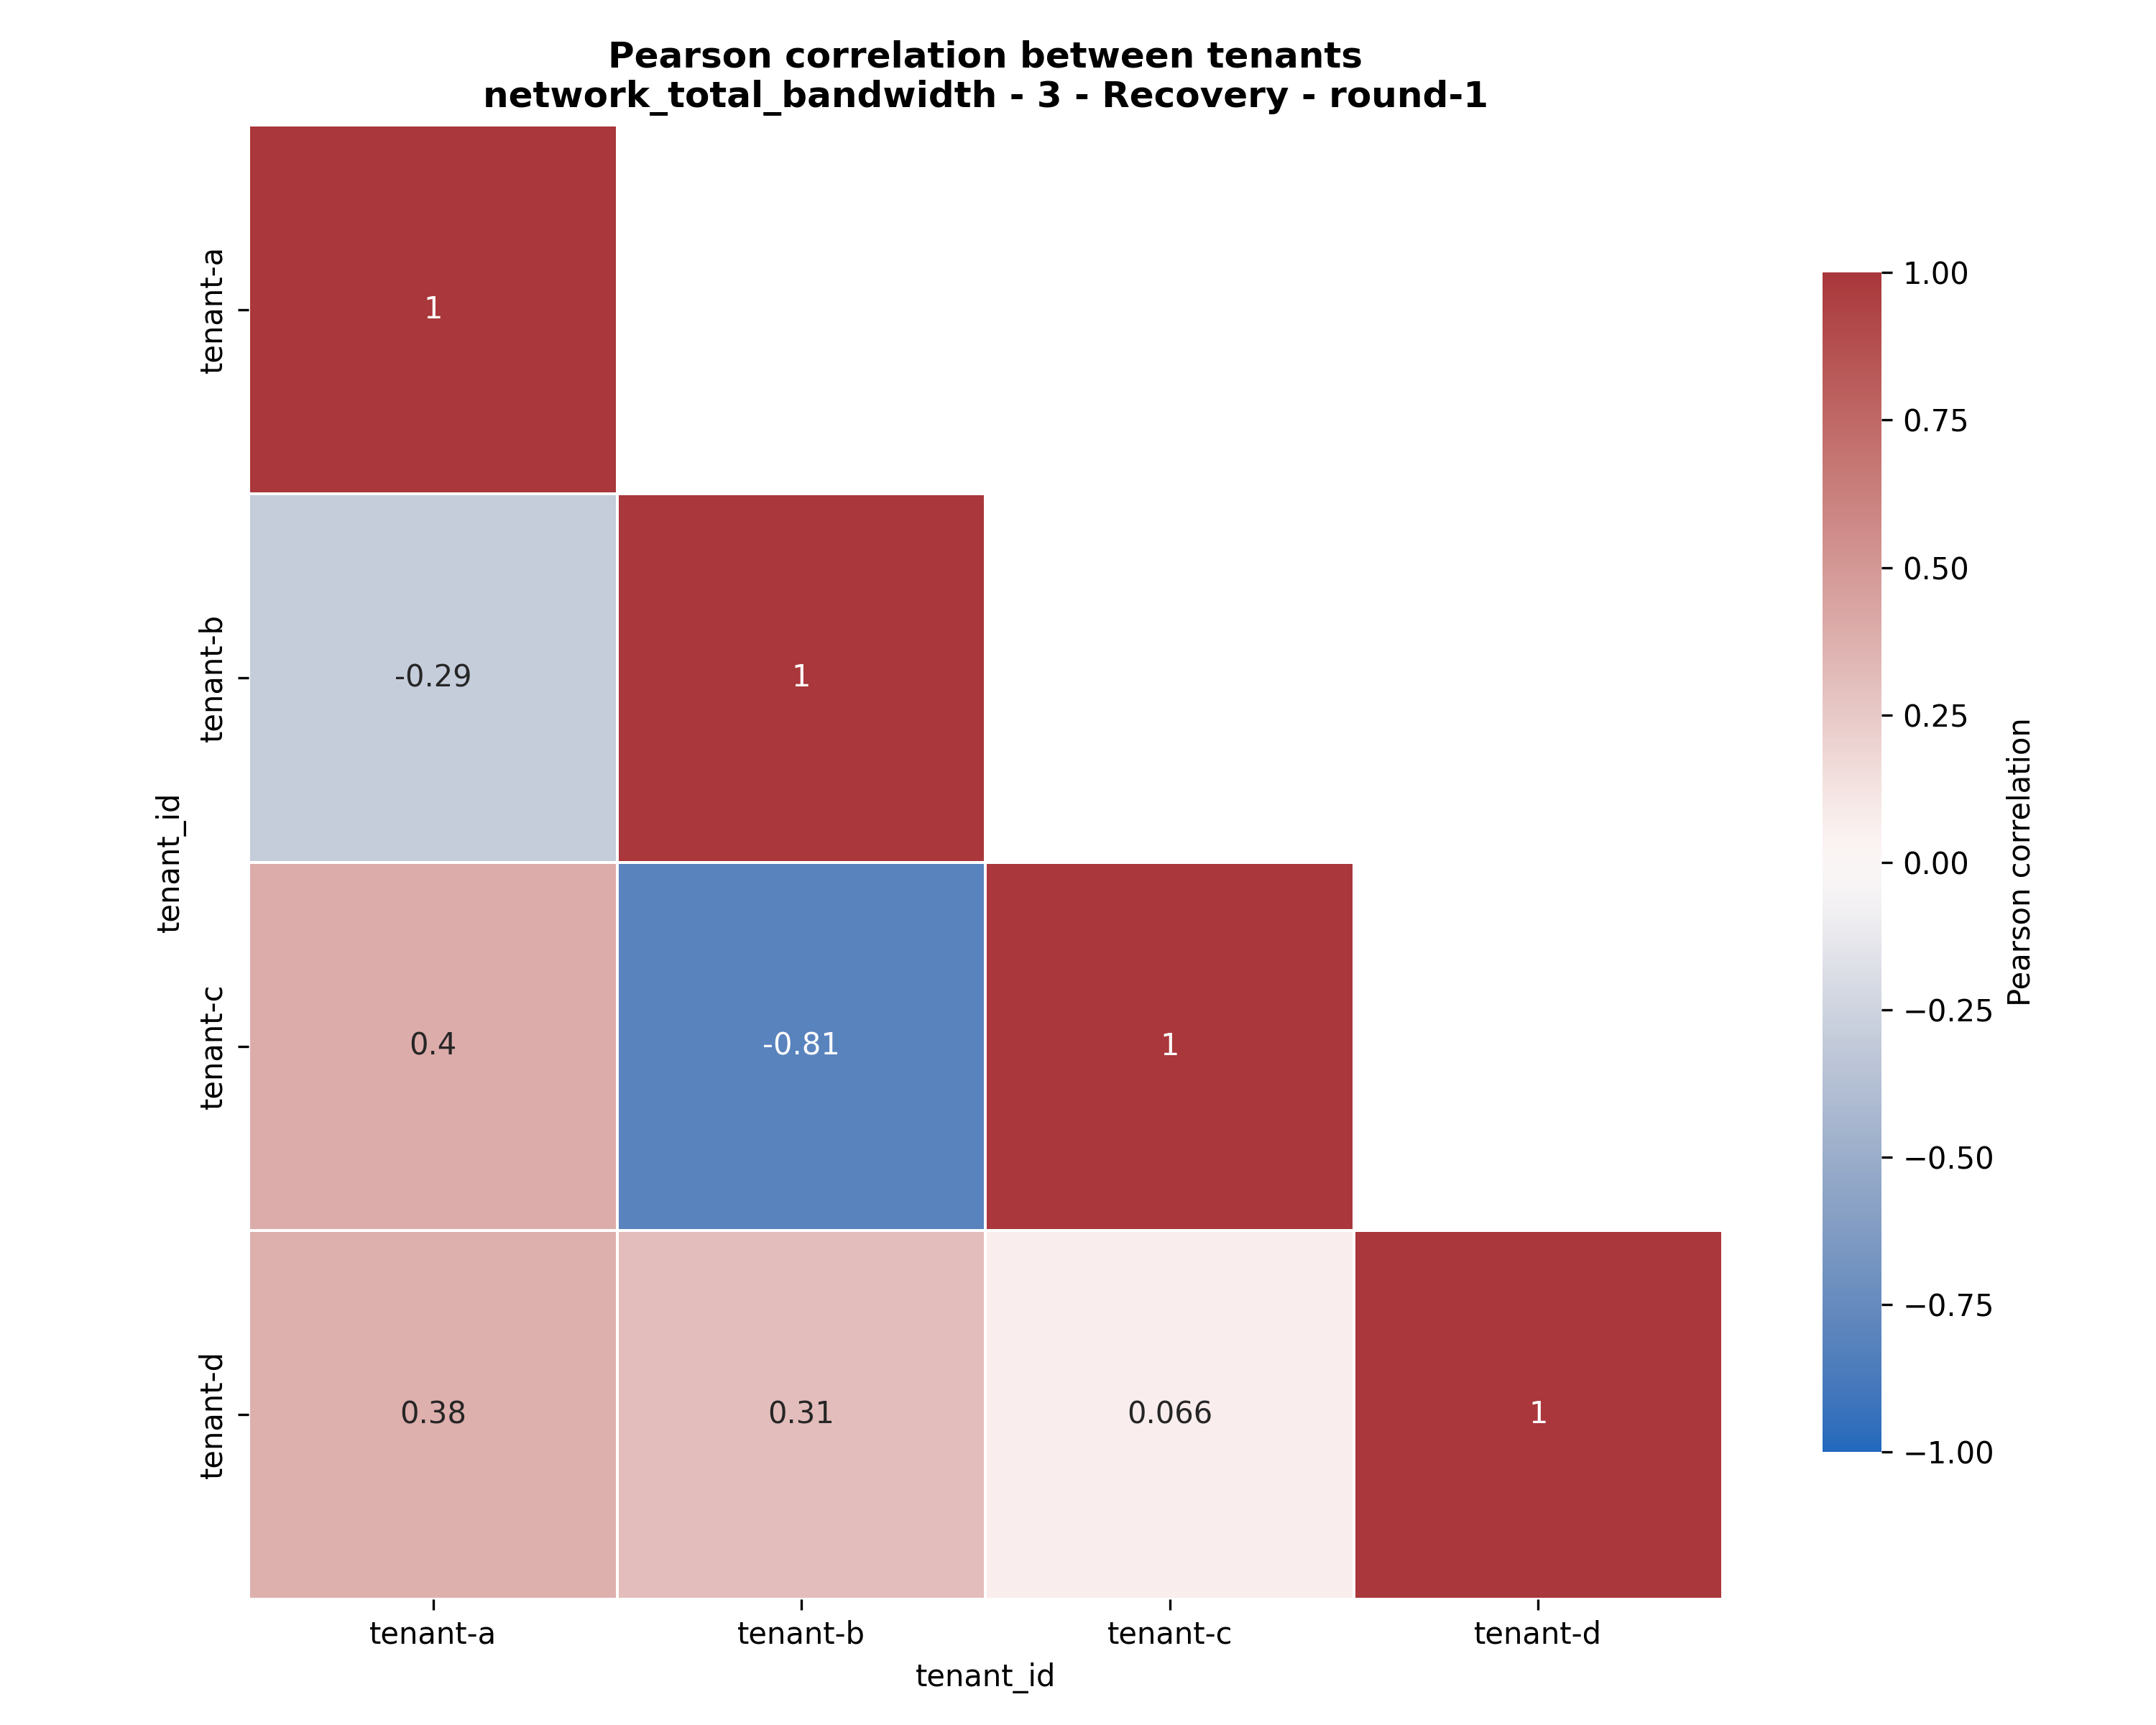 Pearson correlation between tenants
network_total_bandwidth - 3 - Recovery - round-1
tenant_id
tenant-a
tenant-b
tenant-c
tenant-d
1
-0.29
1
0.4
-0.81
1
0.38
0.31
0.066
1
tenant-a
tenant-b
tenant-c
tenant-d
tenant_id
1.00
0.75
0.50
0.25
0.00
−0.25
−0.50
−0.75
−1.00
Pearson correlation